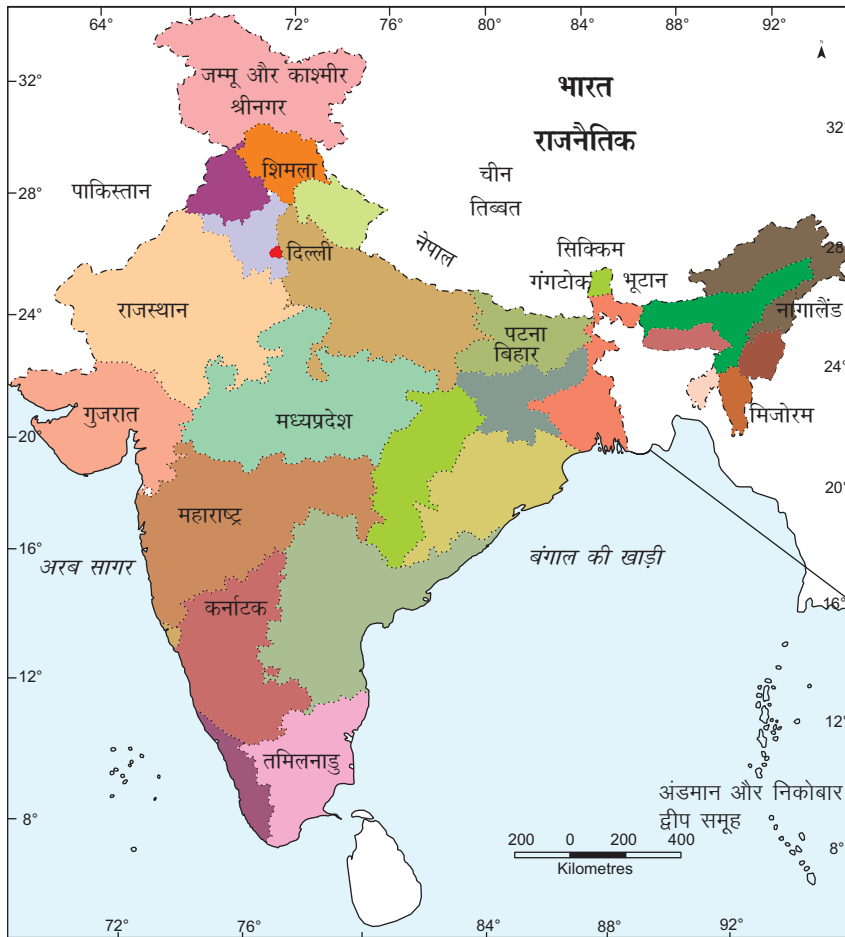 64° 68° 72° 76° 80° 84° 88° 92°
N
32°
जम्मू और काश्मीर
श्रीनगर
भारत
राजनैतिक
32°
शिमला
चीन
तिब्बत
28°
पाकिस्तान
दिल्ली
नेपाल
सिक्किम
गंगटोक
भूटान
28°
नागालैंड
24°
राजस्थान
पटना
बिहार
24°
गुजरात
मध्यप्रदेश
मिजोरम
20°
20°
महाराष्ट्र
16°
अरब सागर
बंगाल की खाड़ी
16°
कर्नाटक
12°
12°
तमिलनाडु
अंडमान और निकोबार
द्वीप समूह
8°
8°
200 0 200 400
Kilometres
72° 76° 84° 88° 92°